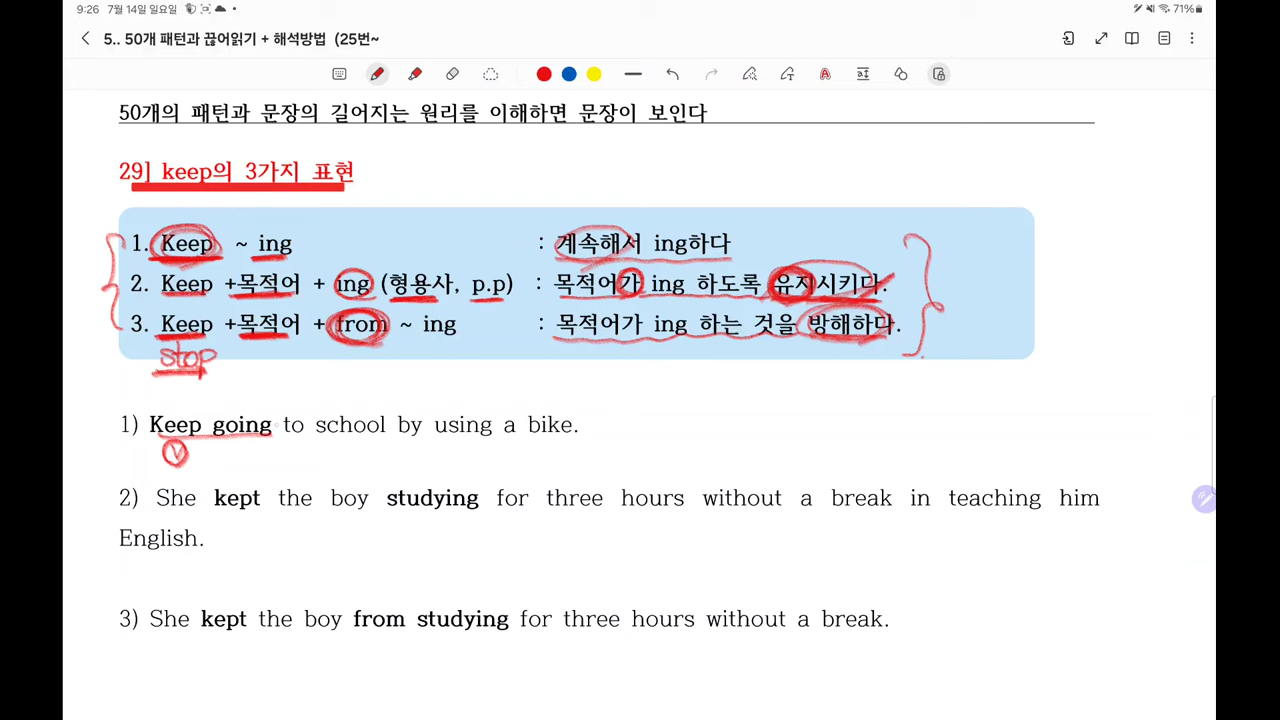 9:26 7월 14일 일요일 71%
5.. 50개 패턴과 끊어읽기 + 해석방법 (25번~
50개의 패턴과 문장의 길어지는 원리를 이해하면 문장이 보인다
29] keep의 3가지 표현
1. Keep ~ ing : 계속해서 ing하다
2. Keep +목적어 + ing (형용사, p.p) : 목적어가 ing 하도록 유지시키다.
3. Keep +목적어 + from ~ ing : 목적어가 ing 하는 것을 방해하다.
stop
1) Keep going to school by using a bike.
V
2) She kept the boy studying for three hours without a break in teaching him
English.
3) She kept the boy from studying for three hours without a break.